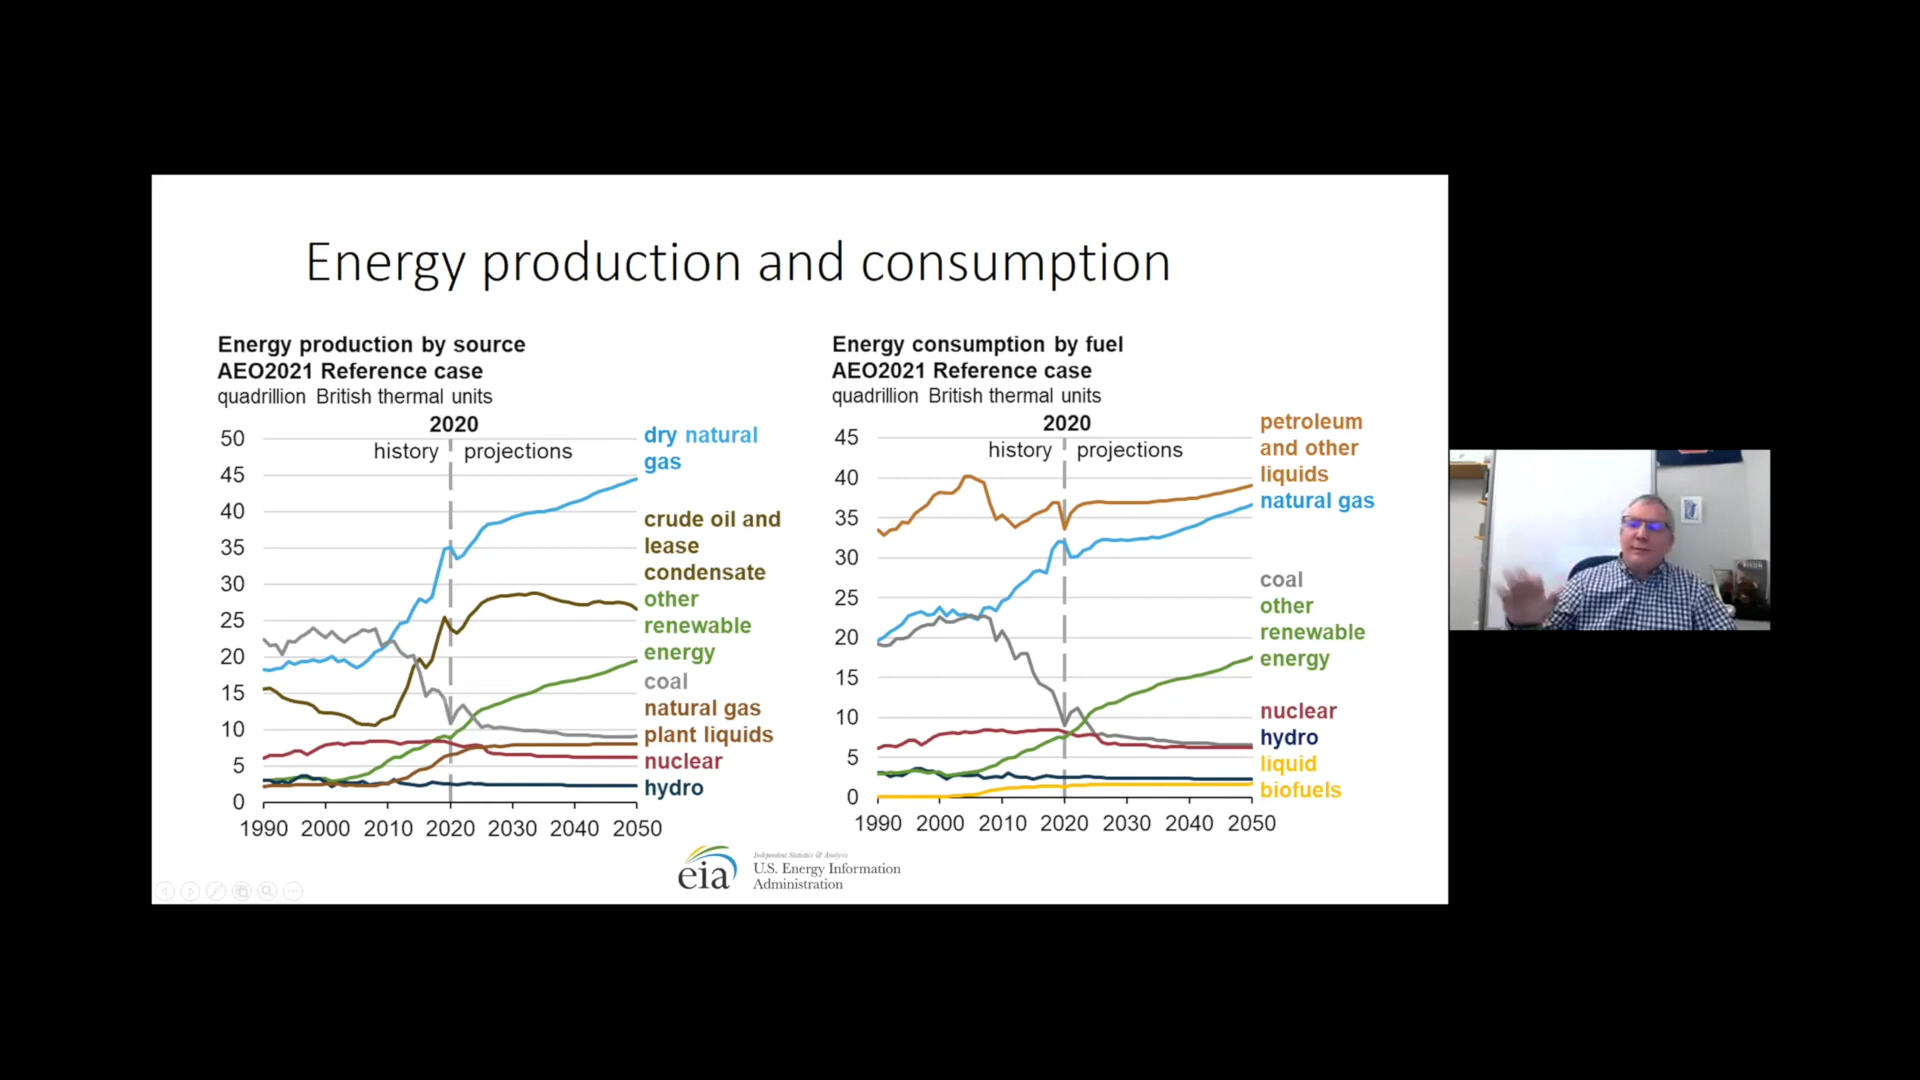 Energy production and consumption
Energy production by source
AEO2021 Reference case
quadrillion British thermal units
2020
history
projections
50
45
40
35
30
25
20
15
10
5
0
1990 2000 2010 2020 2030 2040 2050
dry natural
gas
crude oil and
lease
condensate
other
renewable
energy
coal
natural gas
plant liquids
nuclear
hydro
Energy consumption by fuel
AEO2021 Reference case
quadrillion British thermal units
2020
history
projections
45
40
35
30
25
20
15
10
5
0
1990 2000 2010 2020 2030 2040 2050
petroleum
and other
liquids
natural gas
coal
other
renewable
energy
nuclear
hydro
liquid
biofuels
eia
Independent Statistics & Analysis
U.S. Energy Information
Administration